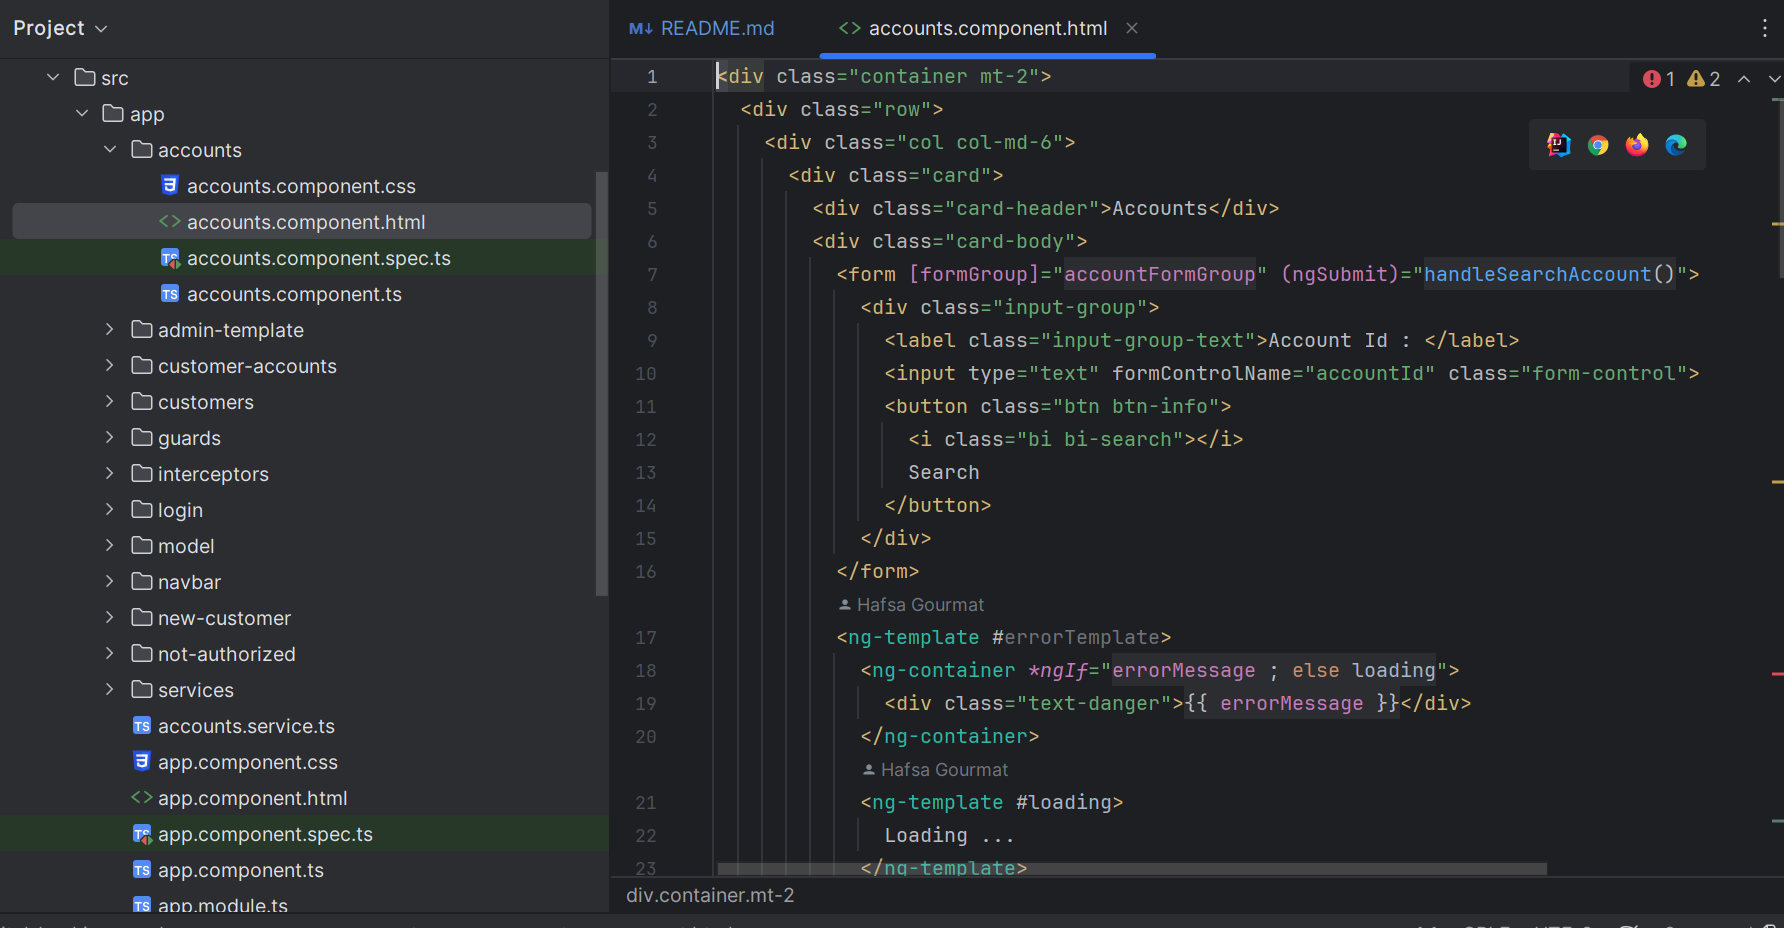 Project
src
app
accounts
accounts.component.css
accounts.component.html
accounts.component.spec.ts
accounts.component.ts
admin-template
customer-accounts
customers
guards
interceptors
login
model
navbar
new-customer
not-authorized
services
accounts.service.ts
app.component.css
app.component.html
app.component.spec.ts
app.component.ts
app.module.ts
README.md
accounts.component.html
1 2
1 <div class="container mt-2">
2 <div class="row">
3 <div class="col col-md-6">
4 <div class="card">
5 <div class="card-header">Accounts</div>
6 <div class="card-body">
7 <form [formGroup]="accountFormGroup" (ngSubmit)="handleSearchAccount()">
8 <div class="input-group">
9 <label class="input-group-text">Account Id : </label>
10 <input type="text" formControlName="accountId" class="form-control">
11 <button class="btn btn-info">
12 <i class="bi bi-search"></i>
13 Search
14 </button>
15 </div>
16 </form>
Hafsa Gourmat
17 <ng-template #errorTemplate>
18 <ng-container *ngIf="errorMessage ; else loading">
19 <div class="text-danger">{{ errorMessage }}</div>
20 </ng-container>
Hafsa Gourmat
21 <ng-template #loading>
22 Loading ...
23 </ng-template>
div.container.mt-2